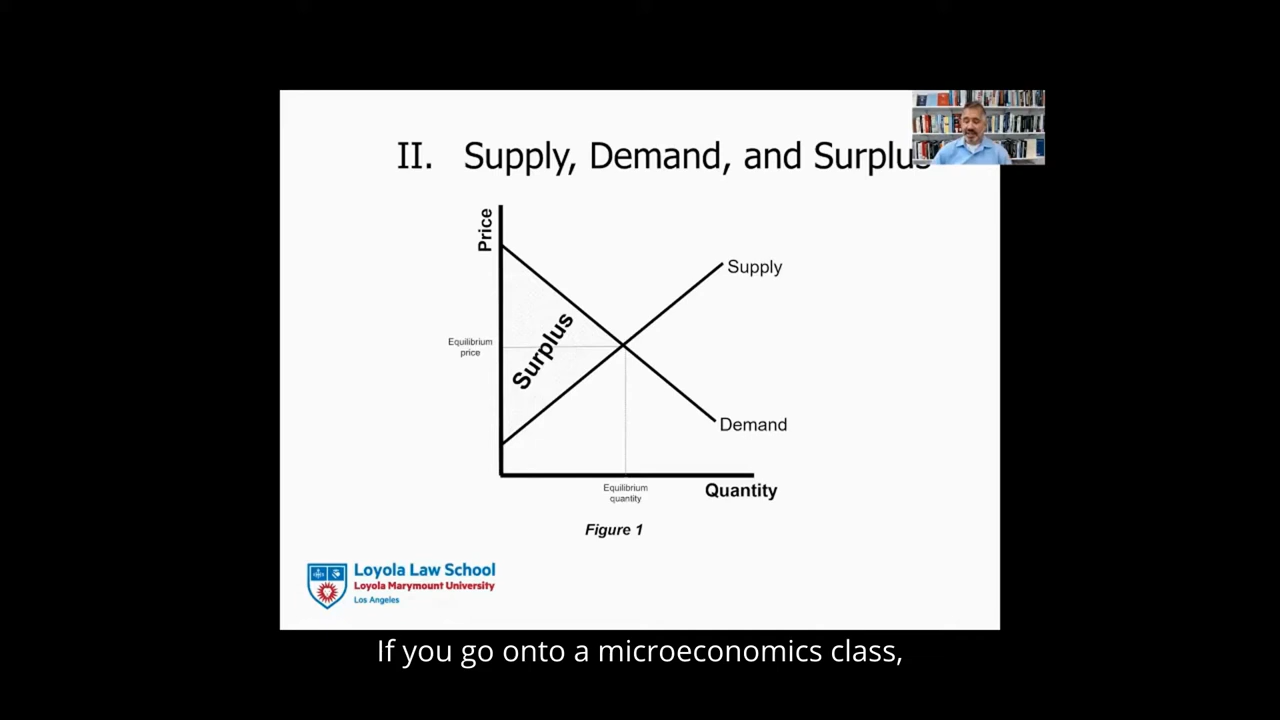 II. Supply, Demand, and Surplus
Price
Supply
Surplus
Equilibrium
price
Demand
Equilibrium
quantity
Quantity
Figure 1
Loyola Law School
Loyola Marymount University
Los Angeles
If you go onto a microeconomics class,